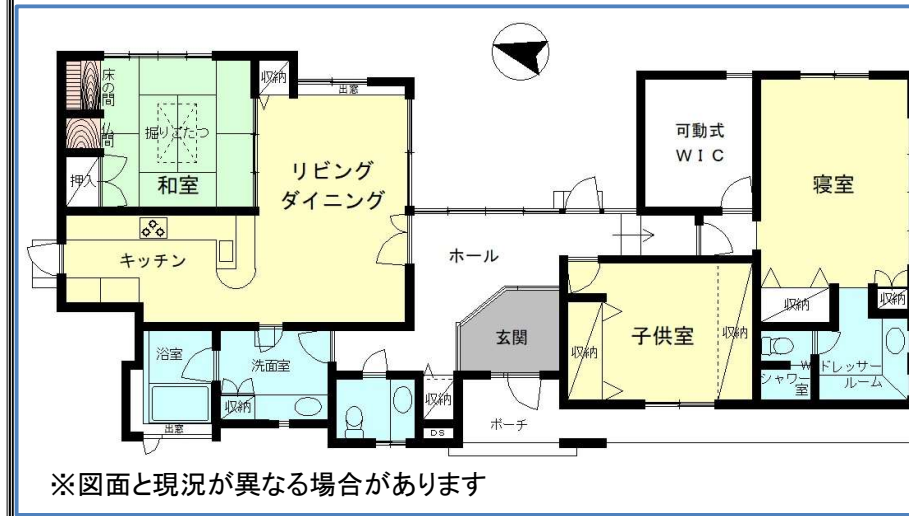 床の間
仏間
掘りごたつ
押入
和室
収納
出窓
リビング
ダイニング
キッチン
ホール
可動式
ＷＩＣ
寝室
収納
収納
玄関
子供室
収納
収納
浴室
洗面室
収納
出窓
収納
DS
ポーチ
W
シャワー
室
ドレッサー
ルーム
※図面と現況が異なる場合があります